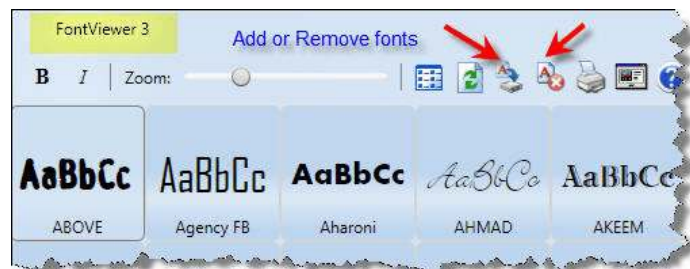 FontViewer 3
Add or Remove fonts
B I Zoom:
AaBbCc AaBbCc AaBbCc AaBbCc AaBbCc
ABOVE Agency FB Aharoni AHMAD AKEEM